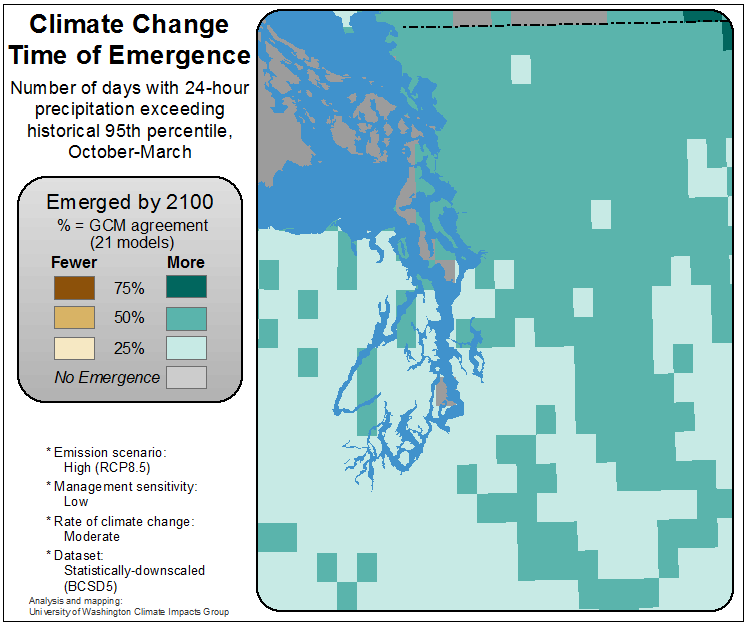 Climate Change
Time of Emergence
Number of days with 24-hour
precipitation exceeding
historical 95th percentile,
October-March
Emerged by 2100
% = GCM agreement
(21 models)
Fewer More
75%
50%
25%
No Emergence
* Emission scenario:
High (RCP8.5)
* Management sensitivity:
Low
* Rate of climate change:
Moderate
* Dataset:
Statistically-downscaled
(BCSD5)
Analysis and mapping:
University of Washington Climate Impacts Group